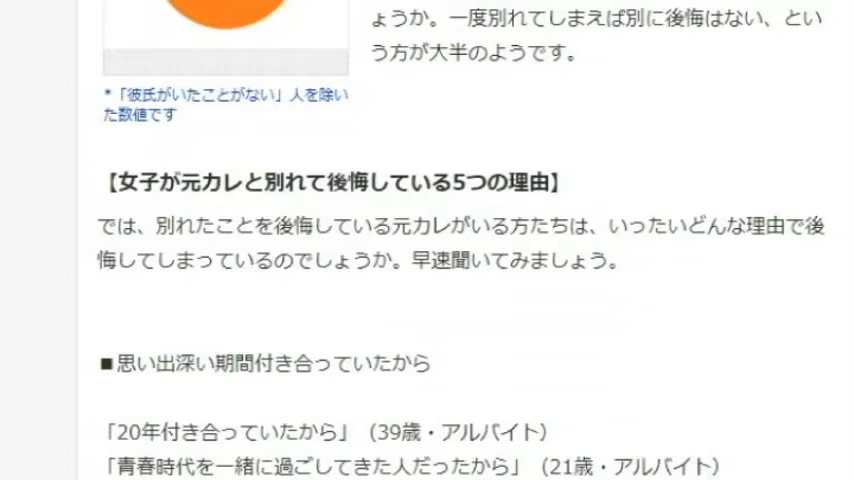 ょうか。一度別れてしまえば別に後悔はない、とい
う方が大半のようです。
*「彼氏がいたことがない」人を除い
た数値です
【女子が元カレと別れて後悔している5つの理由】
では、別れたことを後悔している元カレがいる方たちは、いったいどんな理由で後
悔してしまっているのでしょうか。早速聞いてみましょう。
■思い出深い期間付き合っていたから
「20年付き合っていたから」（39歳・アルバイト）
「青春時代を一緒に過ごしてきた人だったから」（21歳・アルバイト）